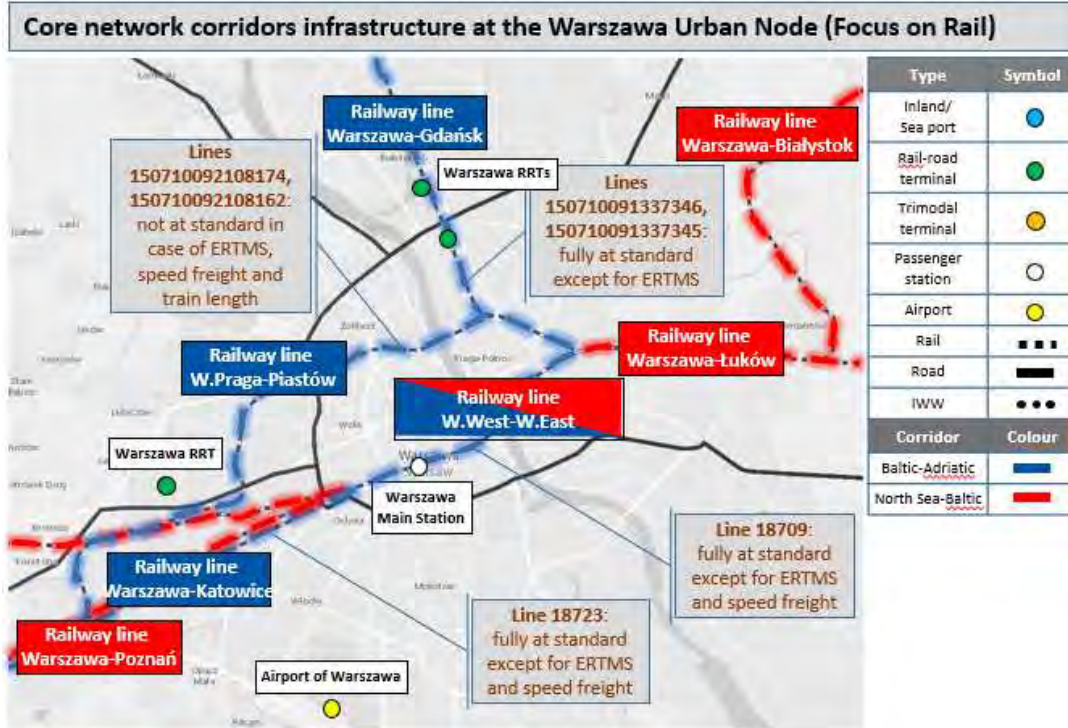 Core network corridors infrastructure at the Warszawa Urban Node (Focus on Rail)
Railway line
Warszawa-Gdańsk
Railway line
Warszawa-Białystok
Lines
150710092108174,
150710092108162:
not at standard in
case of ERTMS,
speed freight and
train length
Warszawa RRTs
Lines
150710091337346,
150710091337345:
fully at standard
except for ERTMS
Railway line
W.Praga-Piastów
Railway line
Warszawa-Łuków
Railway line
W.West-W.East
Warszawa RRT
Wola
Warszawa
Main Station
Ochota
Railway line
Warszawa-Katowice
Railway line
Warszawa-Poznań
Line 18709:
fully at standard
except for ERTMS
and speed freight
Line 18723:
fully at standard
except for ERTMS
and speed freight
Airport of Warszawa
Type Symbol
Inland/
Sea port
Rail-road
terminal
Trimodal
terminal
Passenger
station
Airport
Rail
Road
IWW
Corridor Colour
Baltic-Adriatic
North Sea-Baltic